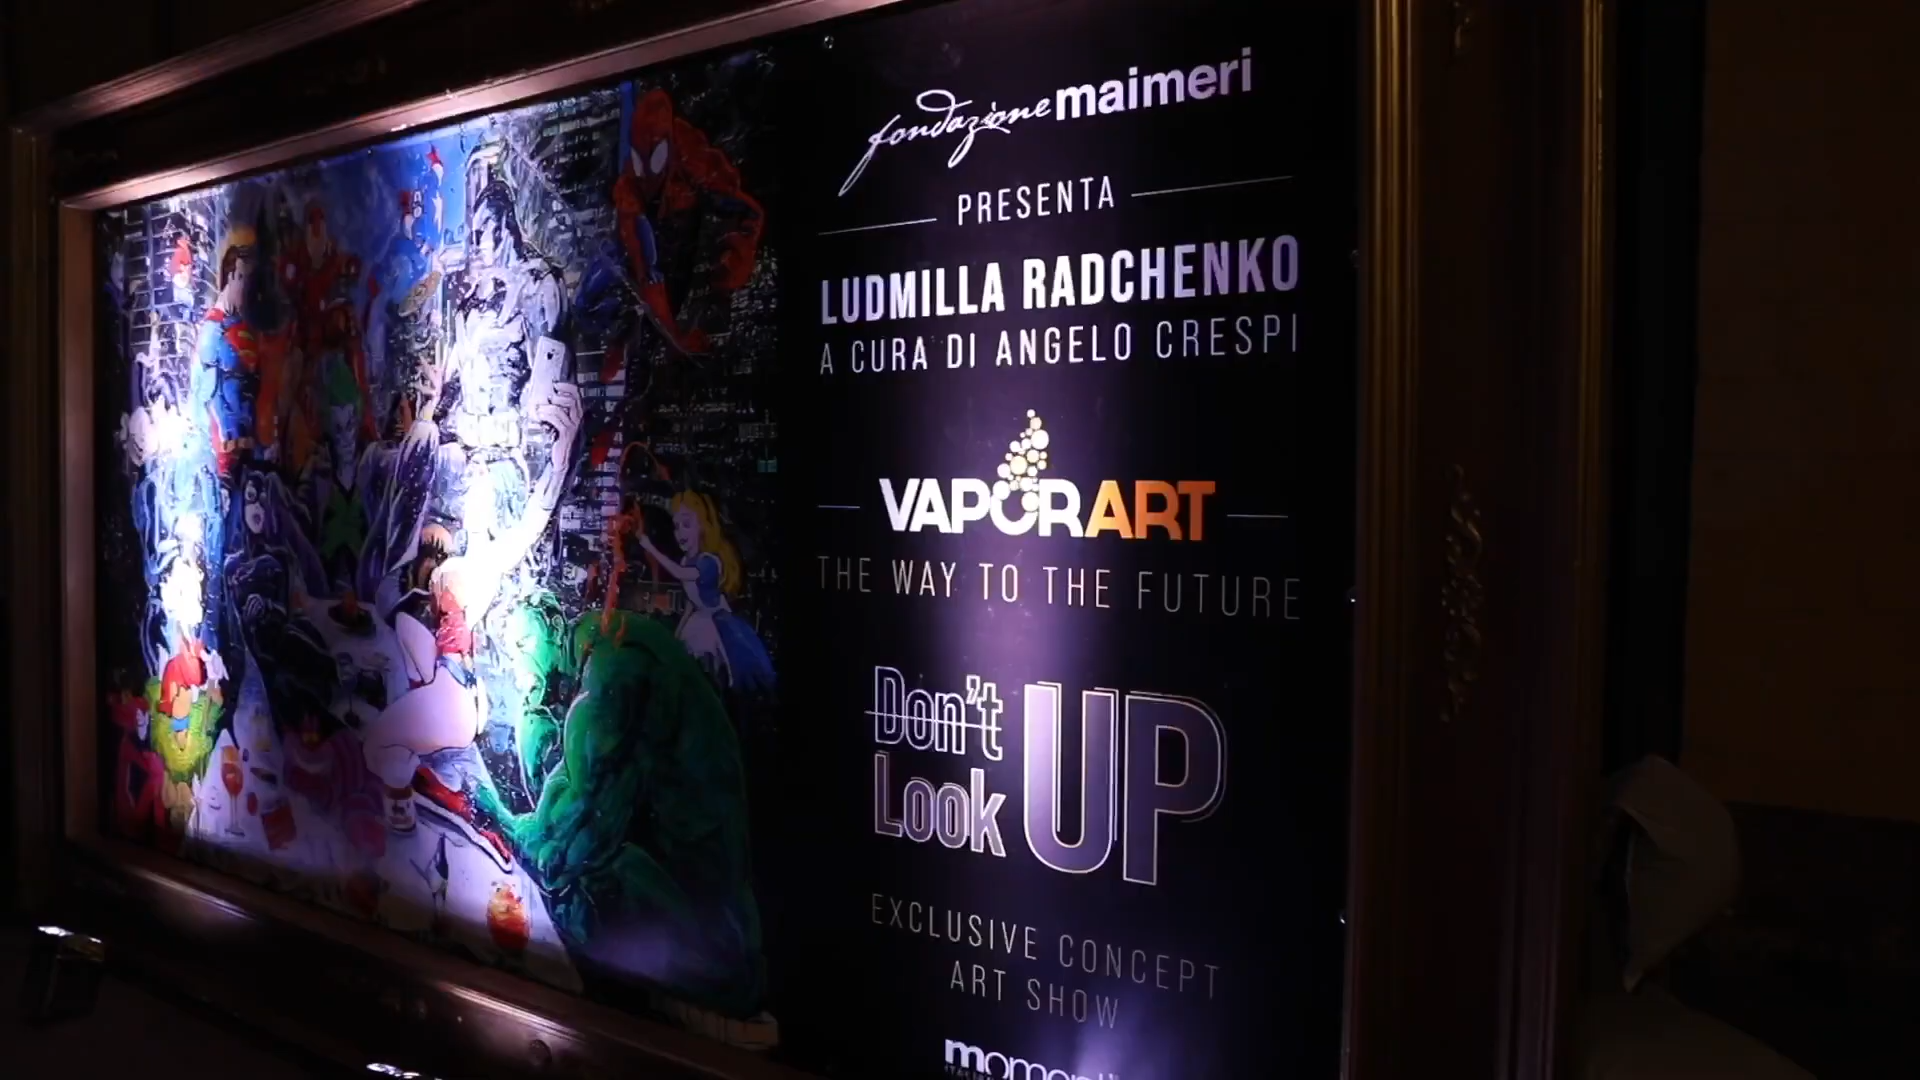 fondazione maimeri
PRESENTA
LUDMILLA RADCHENKO
A CURA DI ANGELO CRESPI
VAPORART
THE WAY TO THE FUTURE
Don't
Look UP
EXCLUSIVE CONCEPT
ART SHOW